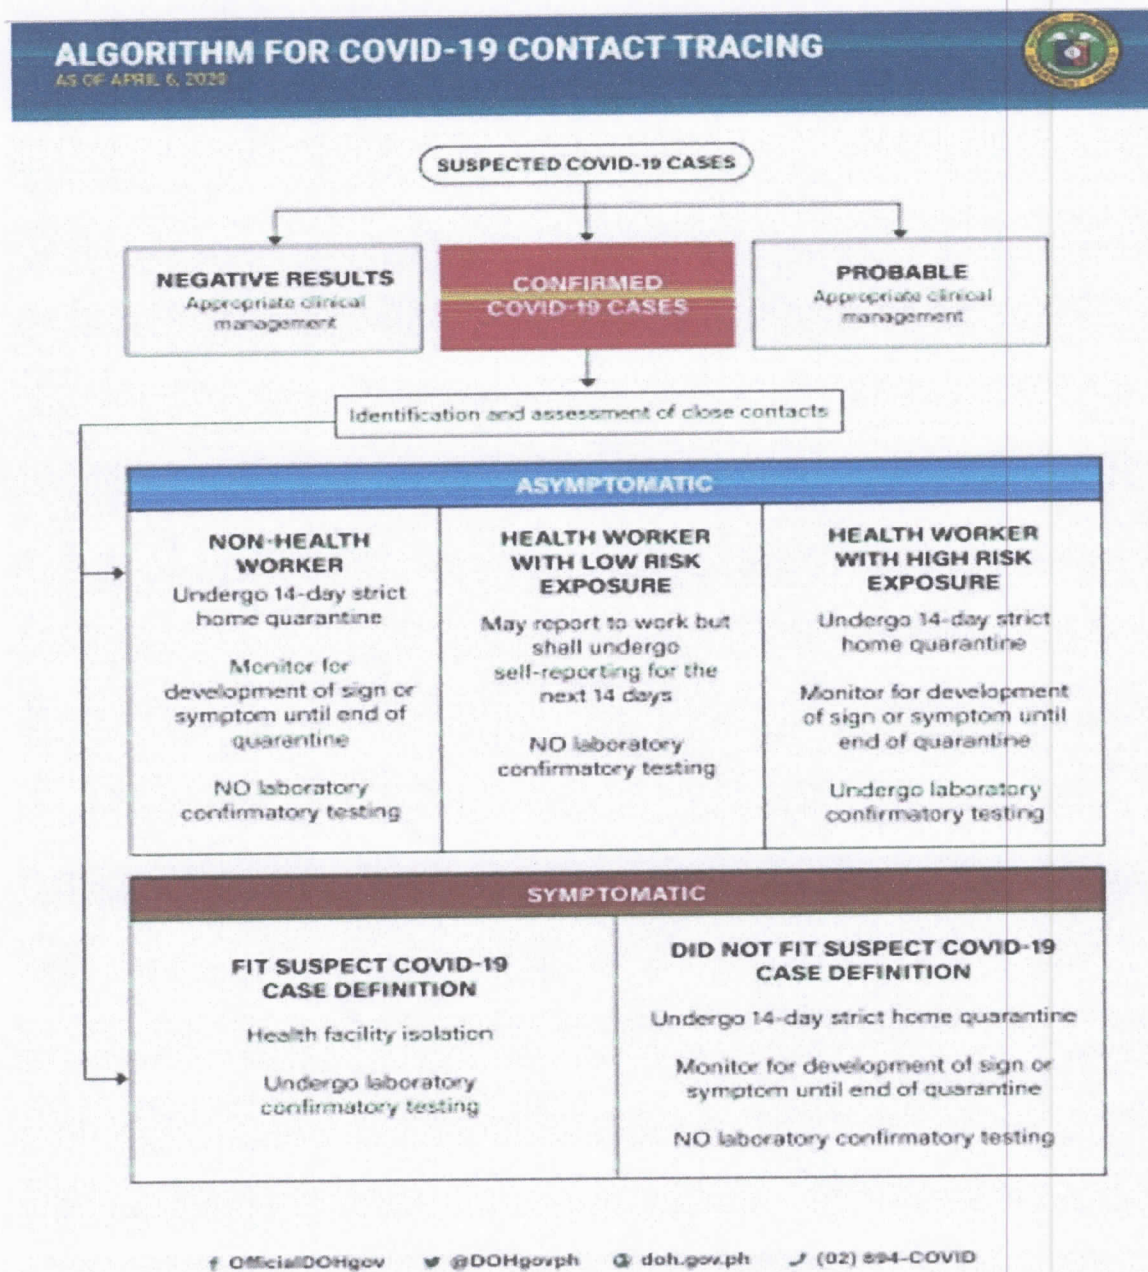 ALGORITHM FOR COVID-19 CONTACT TRACING
AS OF APRIL 6, 2020
SUSPECTED COVID-19 CASES
NEGATIVE RESULTS
Appropriate clinical
management
CONFIRMED
COVID-19 CASES
PROBABLE
Appropriate clinical
management
Identification and assessment of close contacts
ASYMPTOMATIC
NON-HEALTH
WORKER
Undergo 14-day strict
home quarantine
Monitor for
development of sign or
symptom until end of
quarantine
NO laboratory
confirmatory testing
HEALTH WORKER
WITH LOW RISK
EXPOSURE
May report to work but
shall undergo
self-reporting for the
next 14 days
NO laboratory
confirmatory testing
HEALTH WORKER
WITH HIGH RISK
EXPOSURE
Undergo 14-day strict
home quarantine
Monitor for development
of sign or symptom until
end of quarantine
Undergo laboratory
confirmatory testing
SYMPTOMATIC
FIT SUSPECT COVID-19
CASE DEFINITION
Health facility isolation
Undergo laboratory
confirmatory testing
DID NOT FIT SUSPECT COVID-19
CASE DEFINITION
Undergo 14-day strict home quarantine
Monitor for development of sign or
symptom until end of quarantine
NO laboratory confirmatory testing
OfficialDOHgov @DOHgovph doh.gov.ph (02) 894-COVID